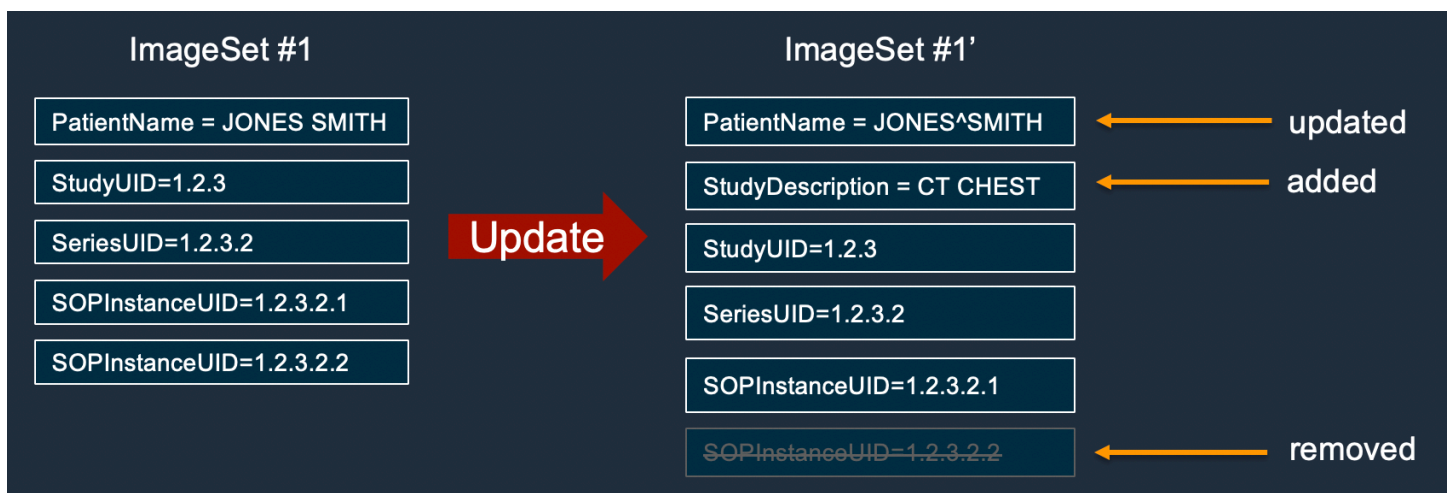 ImageSet #1
PatientName = JONES SMITH
StudyUID=1.2.3
SeriesUID=1.2.3.2
SOPInstanceUID=1.2.3.2.1
SOPInstanceUID=1.2.3.2.2
Update
ImageSet #1’
PatientName = JONES^SMITH
updated
StudyDescription = CT CHEST
added
StudyUID=1.2.3
SeriesUID=1.2.3.2
SOPInstanceUID=1.2.3.2.1
SOPInstanceUID=1.2.3.2.2
removed